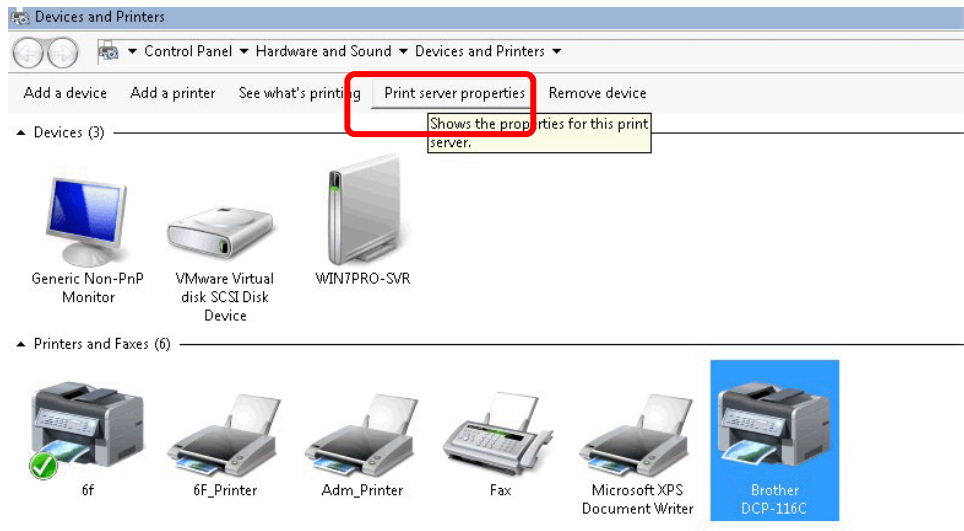 Devices and Printers
Control Panel ▾ Hardware and Sound ▾ Devices and Printers ▾
Add a device Add a printer See what's printing Print server properties Remove device
Shows the properties for this print
server.
Devices (3)
Generic Non-PnP
Monitor
VMware Virtual
disk SCSI Disk
Device
WIN7PRO-SVR
Printers and Faxes (6)
6f
6F_Printer
Adm_Printer
Fax
Microsoft XPS
Document Writer
Brother
DCP-116C